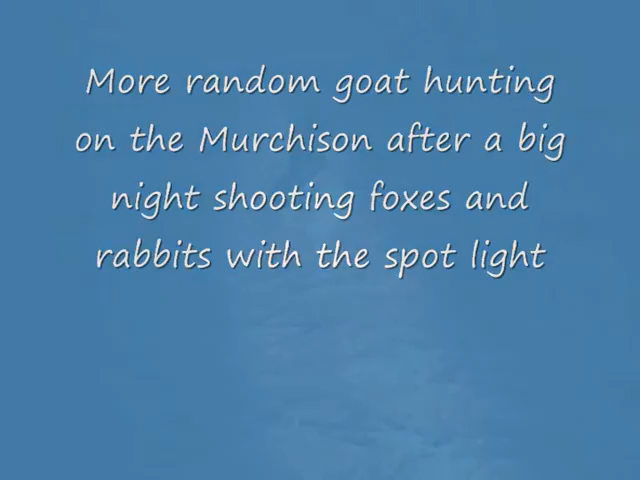 More random goat hunting
on the Murchison after a big
night shooting foxes and
rabbits with the spot light